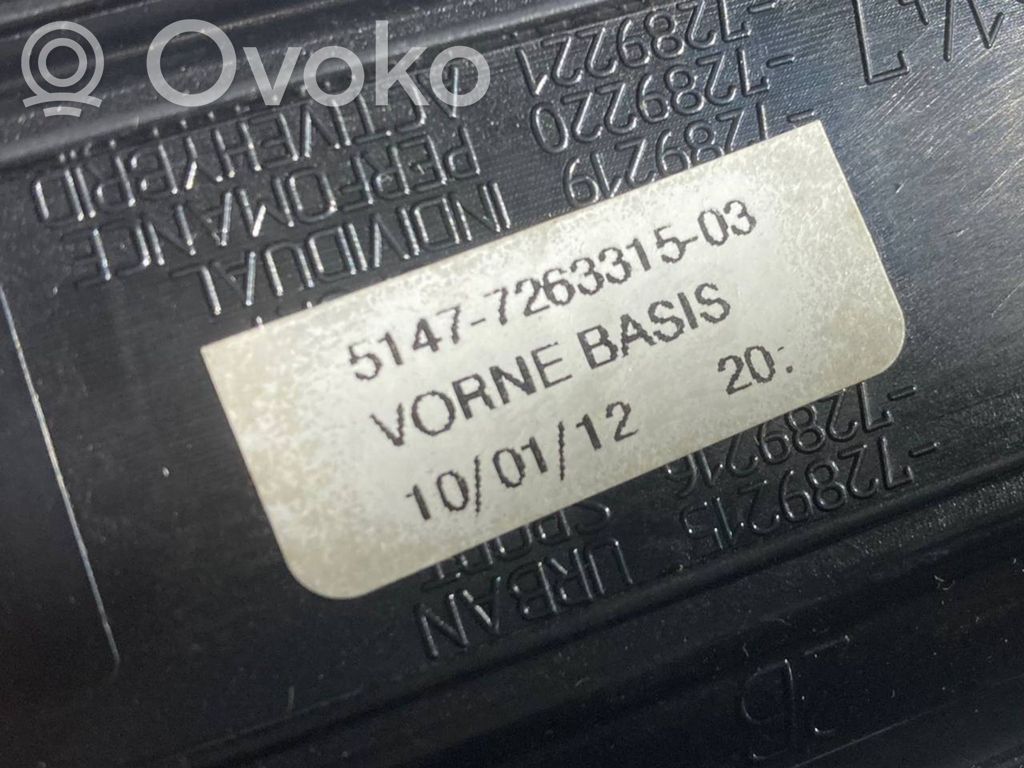 Ovoko
5147-7263315-03
VORNE BASIS
10/01/12 20:
-7289215 URBAN
-7289216 SPORT
-7289219 INDIVIDUAL
-7289220 PERFOMANCE
-7289221 ACTIVEHYBRID